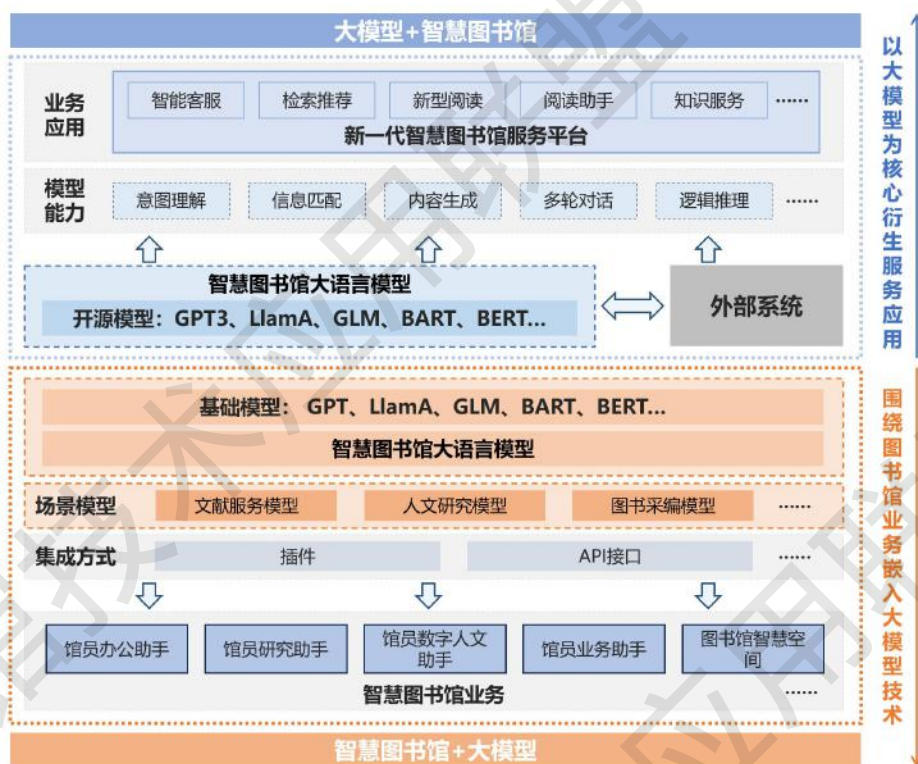 大模型+智慧图书馆
业务应用
智能客服 检索推荐 新型阅读 阅读助手 知识服务 ……
新一代智慧图书馆服务平台
模型能力
意图理解 信息匹配 内容生成 多轮对话 逻辑推理 ……
智慧图书馆大语言模型
开源模型：GPT3、LlamA、GLM、BART、BERT...
外部系统
以大模型为核心衍生服务应用
基础模型： GPT、LlamA、GLM、BART、BERT...
智慧图书馆大语言模型
场景模型 文献服务模型 人文研究模型 图书采编模型 ……
集成方式 插件 API接口 ……
馆员办公助手 馆员研究助手 馆员数字人文助手 馆员业务助手 图书馆智慧空间
智慧图书馆业务 ……
围绕图书馆业务嵌入大模型技术
智慧图书馆+大模型
馆技术应用联盟
应用联